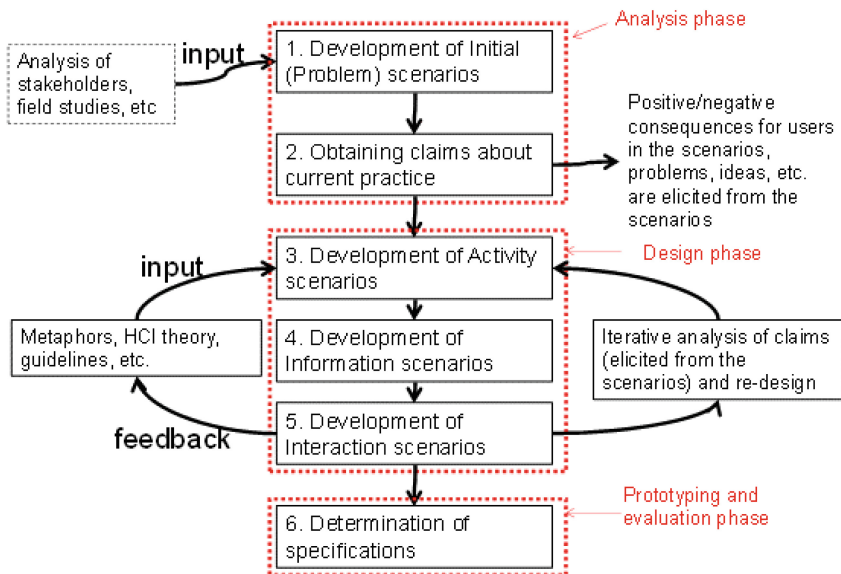 Analysis phase
input
1. Development of Initial
(Problem) scenarios
Analysis of
stakeholders,
field studies, etc
2. Obtaining claims about
current practice
Positive/negative
consequences for users
in the scenarios,
problems, ideas, etc.
are elicited from the
scenarios
Design phase
input
3. Development of Activity
scenarios
Metaphors, HCI theory,
guidelines, etc.
4. Development of
Information scenarios
Iterative analysis of claims
(elicited from the
scenarios) and re-design
feedback
5. Development of
Interaction scenarios
Prototyping and
evaluation phase
6. Determination of
specifications